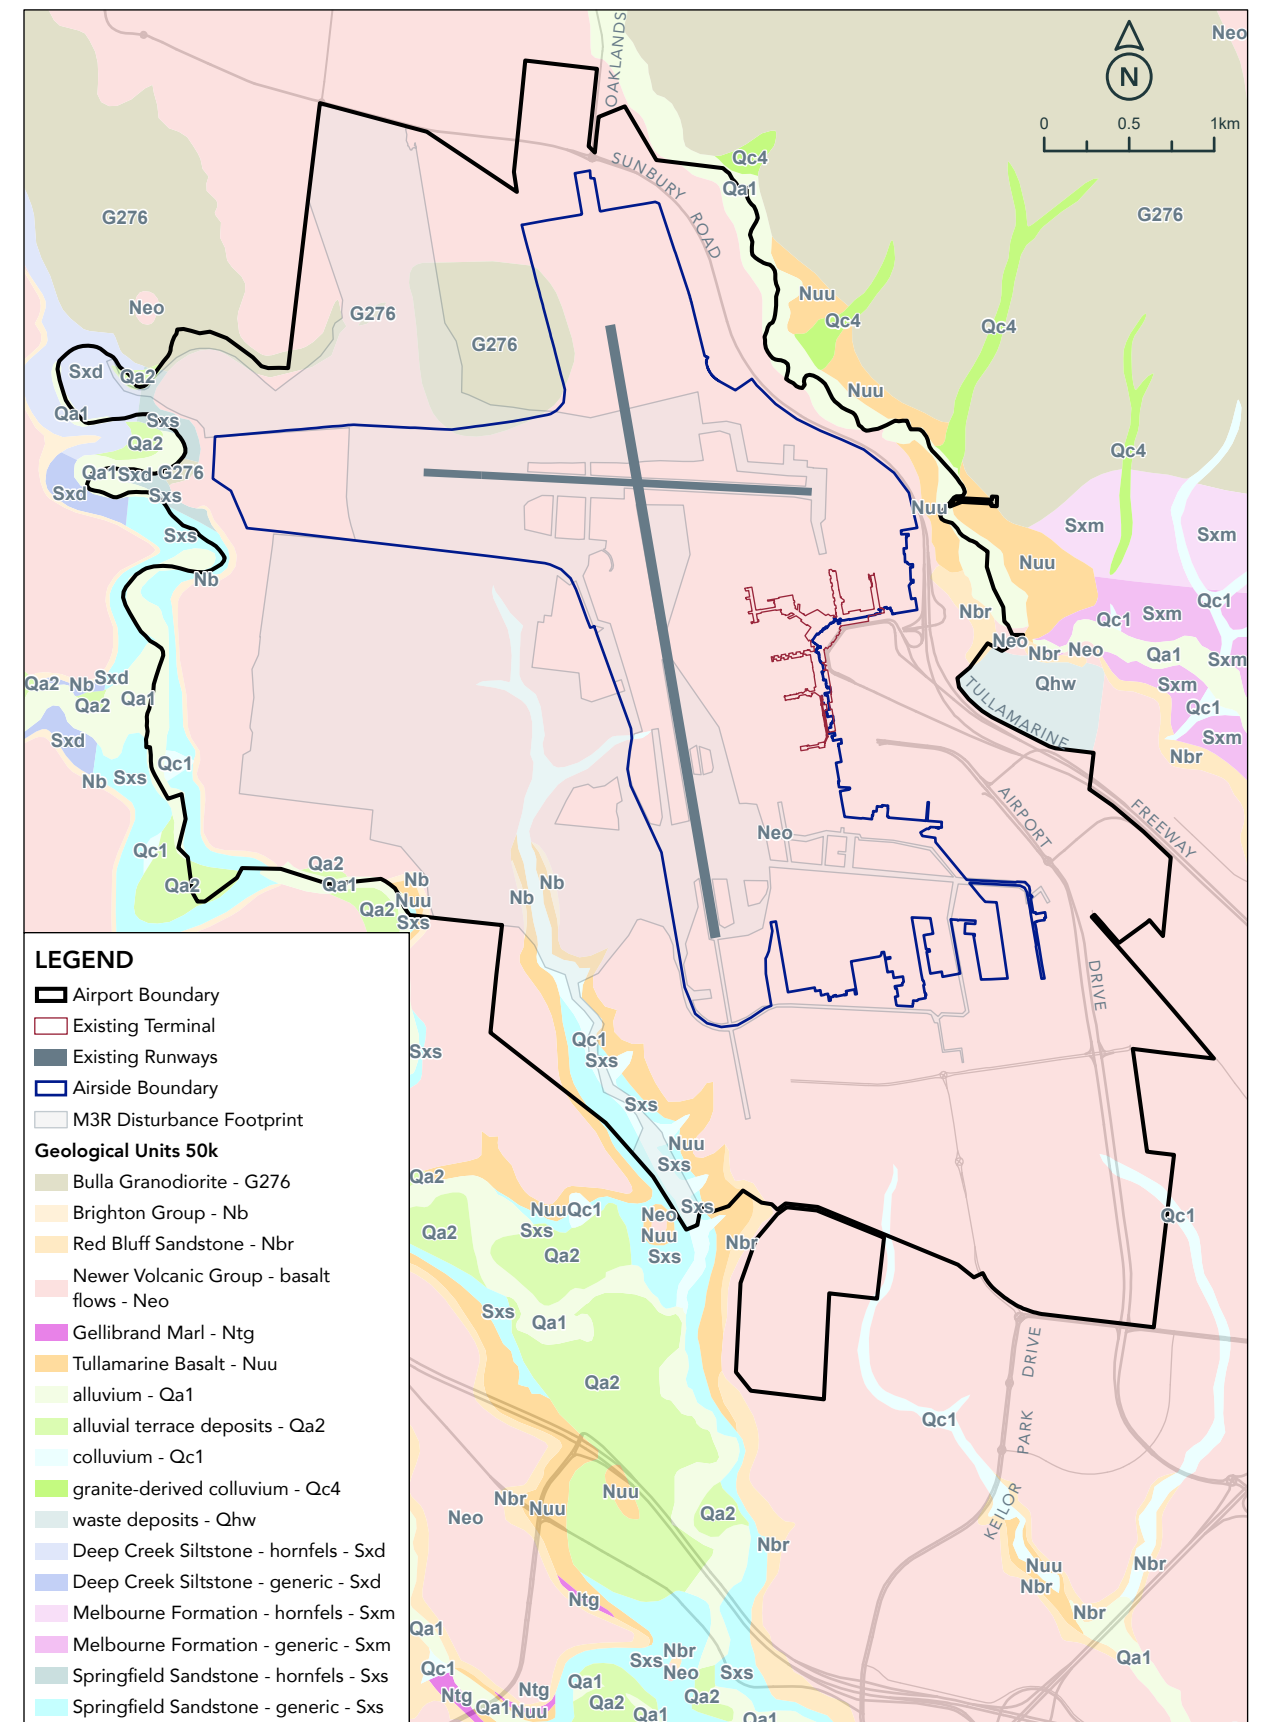 OAKLANDS
Neo
N
0 0.5 1km
SUNBURY ROAD
Qc4
Qa1
G276
G276
Neo
G276
Nuu
Qc4
Qc4
G276
Sxd
Qa2
Nuu
Qa1
Sxs
Qa2
Qc4
Qa1
Sxd
G276
Sxd
Sxs
Nuu
Sxm
Sxm
Sxs
Nuu
Nb
Qc1
Nbr
Qc1
Sxm
Neo
Nbr
Neo
Qa1
Sxm
Qa2
Nb
Sxd
Qhw
Sxm
Qa2
Qa1
Qc1
TULLAMARINE
Sxd
Sxm
Nbr
Qc1
Nb
Sxs
AIRPORT
FREEWAY
Neo
Qc1
Qa2
Qa2
Qa1
Nb
Nb
Nb
Nuu
Qa2
Sxs
DRIVE
Qc1
Sxs
Sxs
Sxs
Nuu
Sxs
Qa2
Sxs
NuuQc1
Neo
Qc1
Qa2
Sxs
Nuu
Nbr
Qa2
Sxs
Sxs
Qa1
DRIVE
Qa2
PARK
Qc1
Neo
Nbr
Nuu
Nuu
Qa2
KEILOR
Nbr
Nuu
Nbr
Nbr
Ntg
Nbr
Qa1
Nbr
Qa1
Qc1
Sxs
Neo
Sxs
Ntg
Qa1
Ntg
Nuu
Qa1
Qa2
Qa1
Qa2
Qa1
LEGEND
Airport Boundary
Existing Terminal
Existing Runways
Airside Boundary
M3R Disturbance Footprint
Geological Units 50k
Bulla Granodiorite - G276
Brighton Group - Nb
Red Bluff Sandstone - Nbr
Newer Volcanic Group - basalt
flows - Neo
Gellibrand Marl - Ntg
Tullamarine Basalt - Nuu
alluvium - Qa1
alluvial terrace deposits - Qa2
colluvium - Qc1
granite-derived colluvium - Qc4
waste deposits - Qhw
Deep Creek Siltstone - hornfels - Sxd
Deep Creek Siltstone - generic - Sxd
Melbourne Formation - hornfels - Sxm
Melbourne Formation - generic - Sxm
Springfield Sandstone - hornfels - Sxs
Springfield Sandstone - generic - Sxs